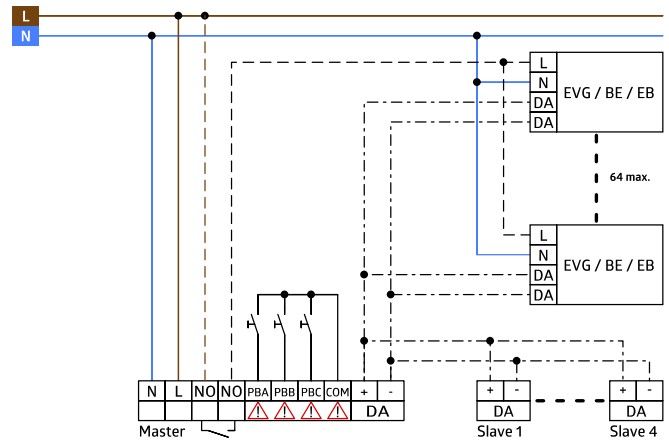 L
N
L
N
DA
DA
EVG / BE / EB
64 max.
L
N
DA
DA
EVG / BE / EB
N L NO NO PBA PBB PBC COM + -
DA
Master
+ -
DA
Slave 1
+ -
DA
Slave 4